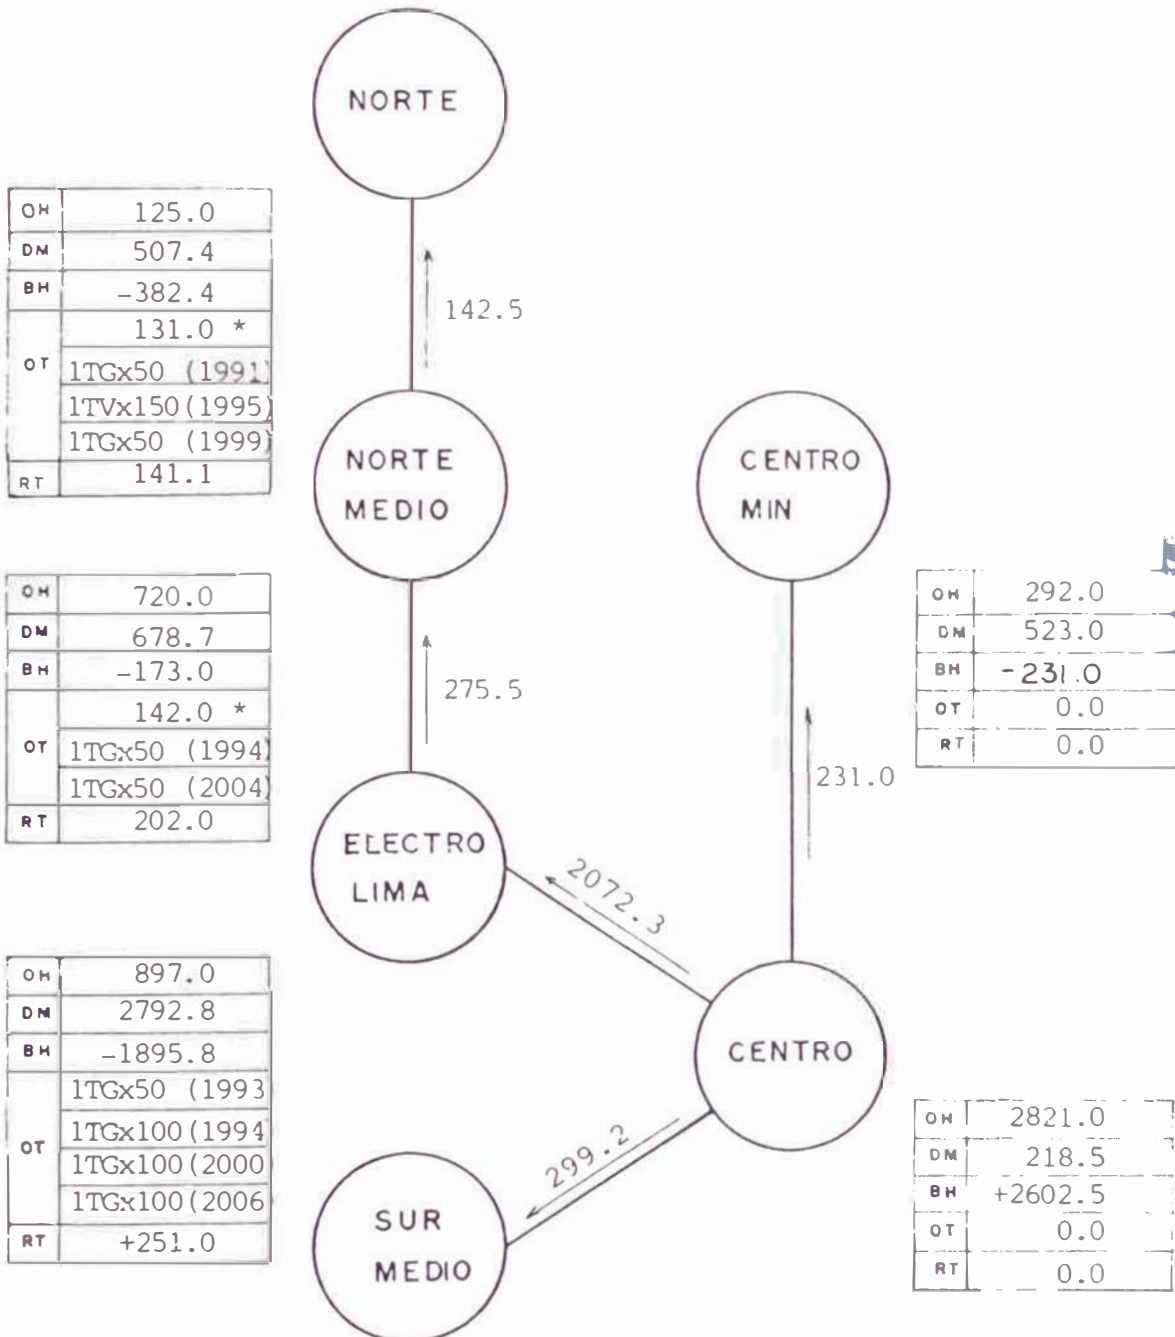 NORTE
OH 125.0
DM 507.4
BH -382.4
OT 131.0 *
1TGx50 (1991)
1TVx150(1995)
1TGx50 (1999)
RT 141.1
142.5
NORTE
MEDIO
CENTRO
MIN
OH 720.0
DM 678.7
BH -173.0
OT 142.0 *
1TGx50 (1994)
1TGx50 (2004)
RT 202.0
275.5
OH 292.0
DM 523.0
BH -231.0
OT 0.0
RT 0.0
231.0
ELECTRO
LIMA
2072.3
OH 897.0
DM 2792.8
BH -1895.8
OT 1TGx50 (1993
1TGx100(1994
1TGx100(2000
1TGx100(2006
RT +251.0
CENTRO
299.2
SUR
MEDIO
OH 2821.0
DM 218.5
BH +2602.5
OT 0.0
RT 0.0